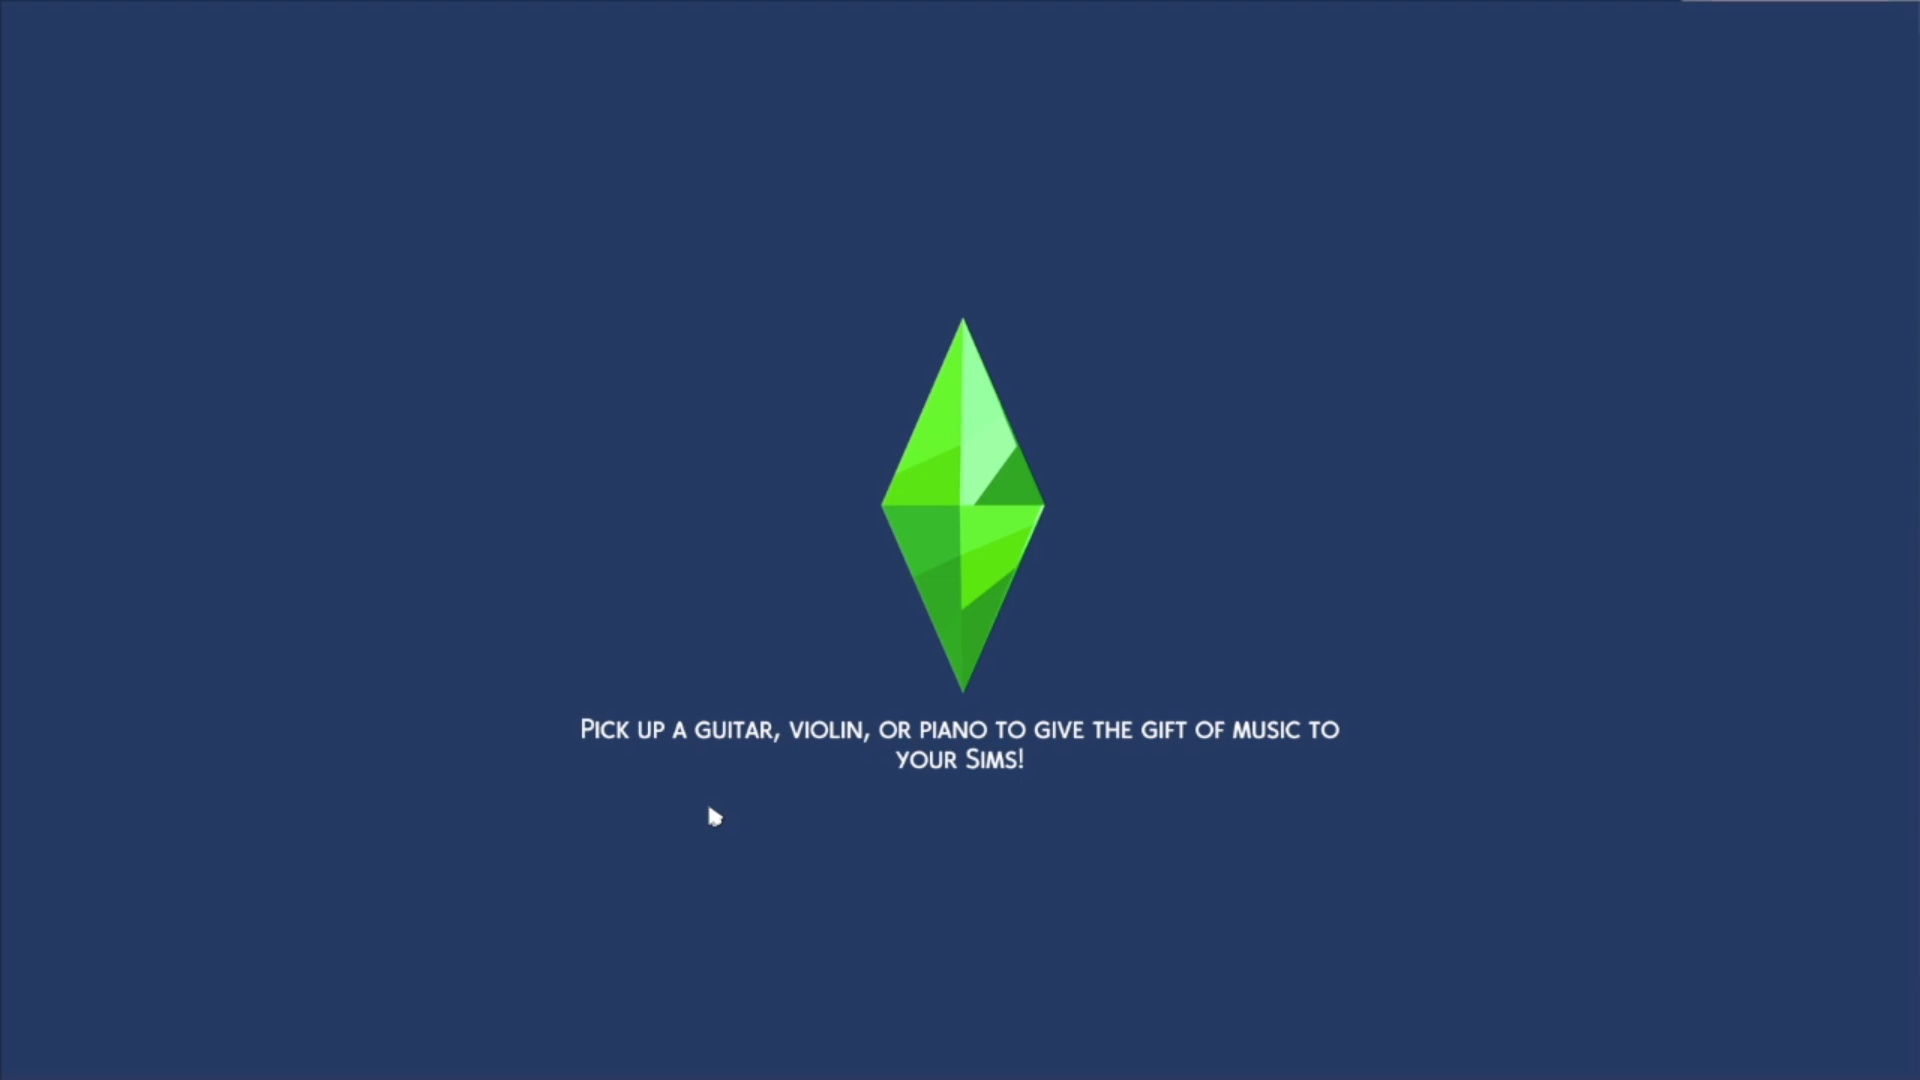 Pick up a guitar, violin, or piano to give the gift of music to
your Sims!